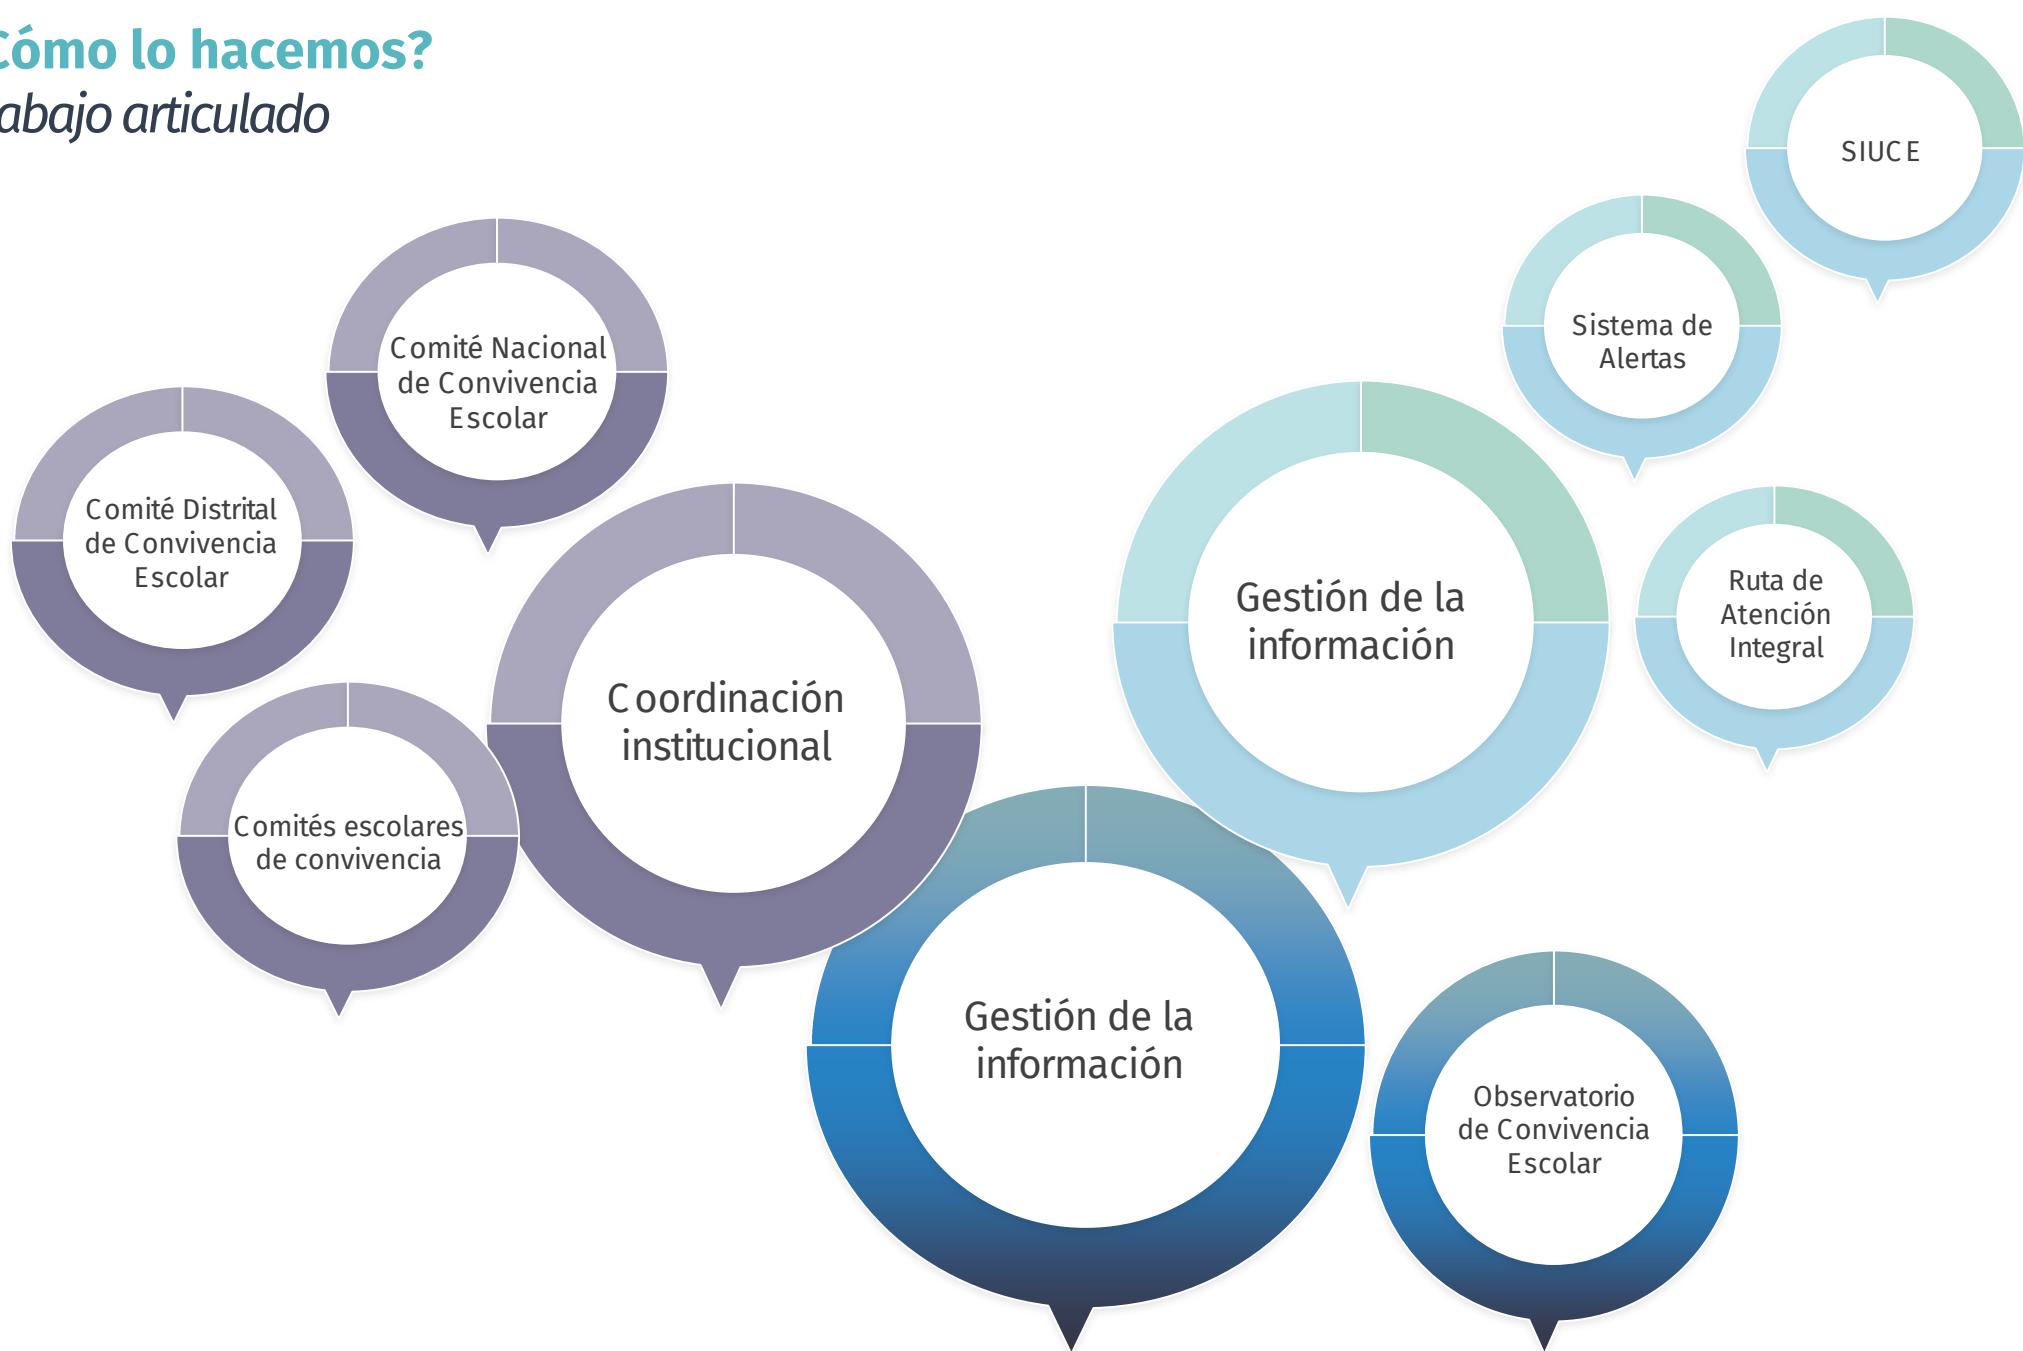 Cómo lo hacemos?
abajo articulado
SIUCE
Sistema de
Alertas
Comité Nacional
de Convivencia
Escolar
Comité Distrital
de Convivencia
Escolar
Gestión de la
información
Ruta de
Atención
Integral
Coordinación
institucional
Comités escolares
de convivencia
Gestión de la
información
Observatorio
de Convivencia
Escolar